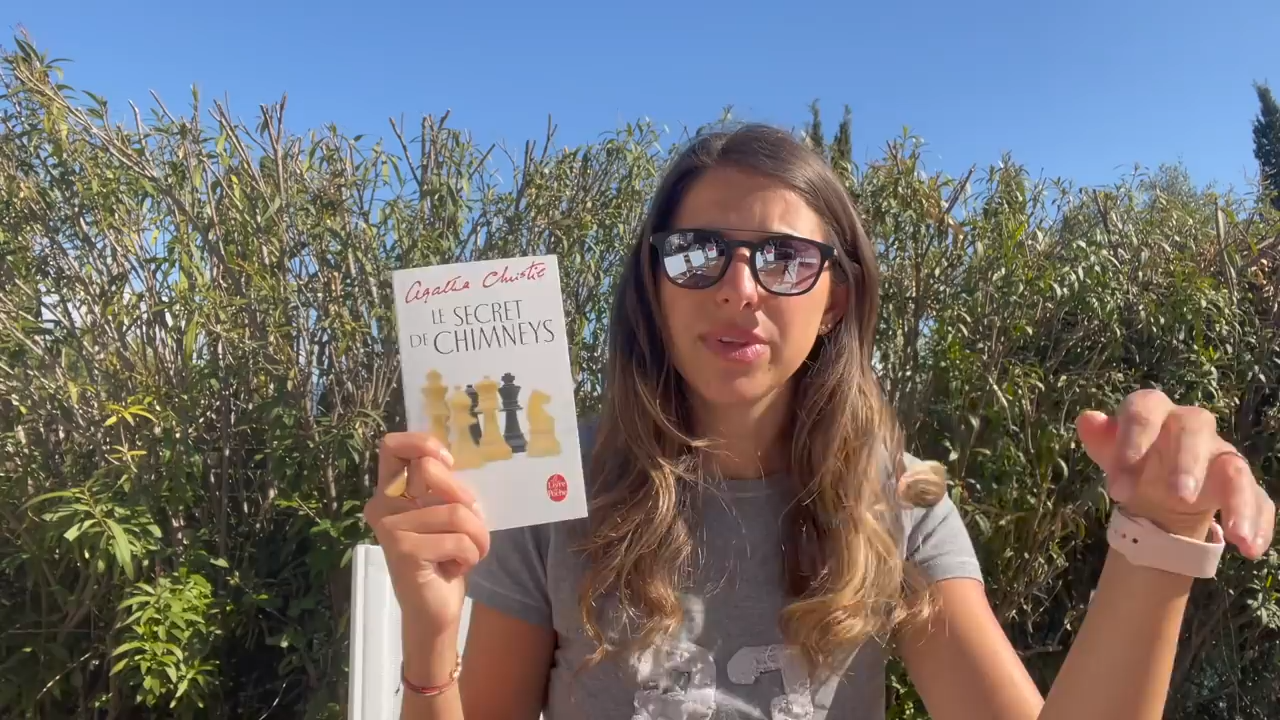 Agatha Christie
LE SECRET
DE CHIMNEYS
Le
Livre
de Poche